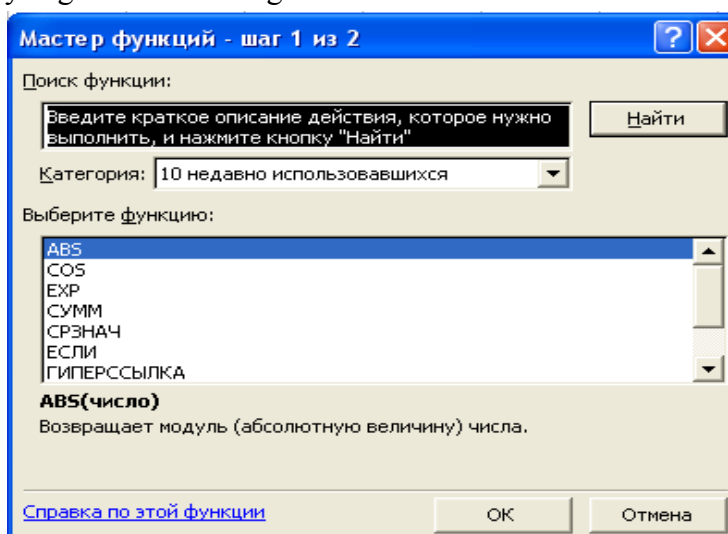 Мастер функций - шаг 1 из 2
Поиск функции:
Введите краткое описание действия, которое нужно
выполнить, и нажмите кнопку "Найти"
Найти
Категория: 10 недавно использовавшихся
Выберите функцию:
ABS
COS
EXP
СУММ
СРЗНАЧ
ЕСЛИ
ГИПЕРССЫЛКА
ABS(число)
Возвращает модуль (абсолютную величину) числа.
Справка по этой функции
ОК
Отмена